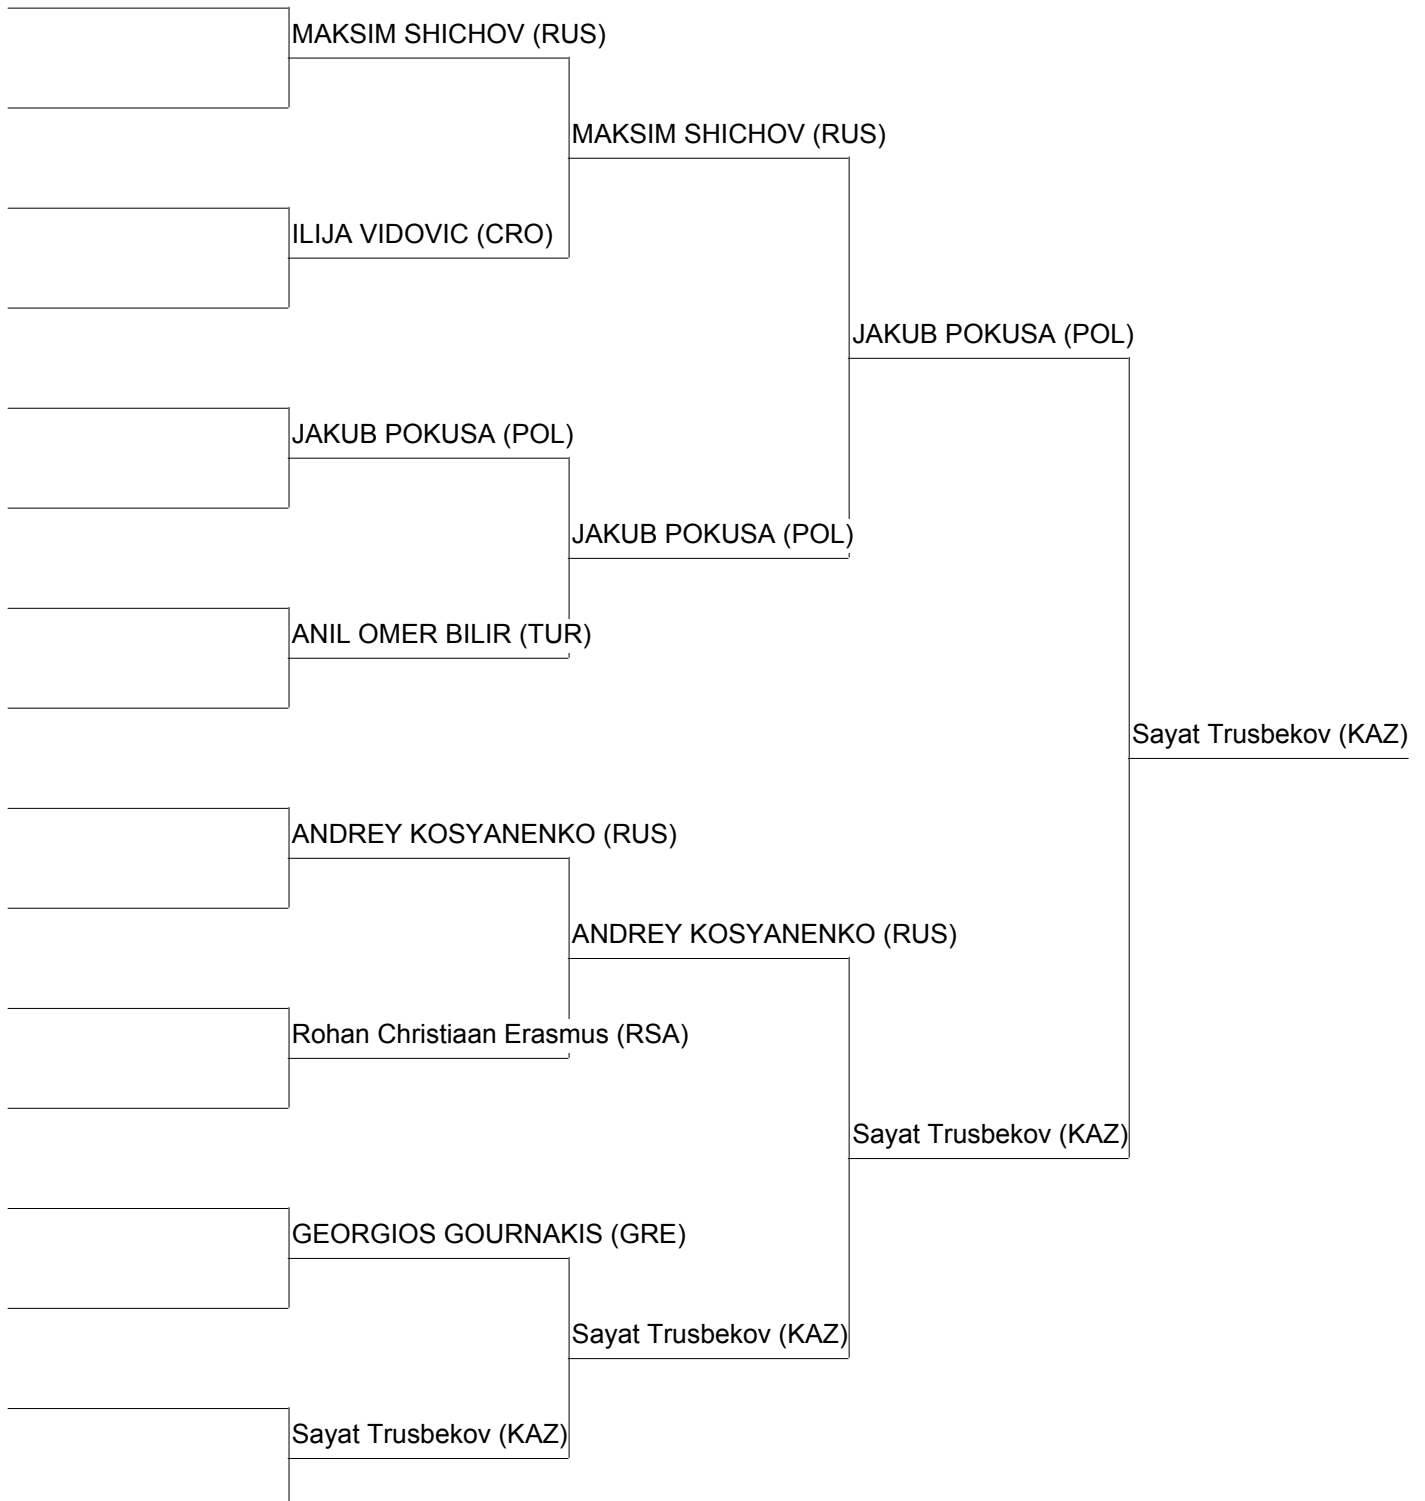 MAKSIM SHICHOV (RUS)
MAKSIM SHICHOV (RUS)
ILIJA VIDOVIC (CRO)
JAKUB POKUSA (POL)
JAKUB POKUSA (POL)
JAKUB POKUSA (POL)
ANIL OMER BILIR (TUR)
Sayat Trusbekov (KAZ)
ANDREY KOSYANENKO (RUS)
ANDREY KOSYANENKO (RUS)
Rohan Christiaan Erasmus (RSA)
Sayat Trusbekov (KAZ)
GEORGIOS GOURNAKIS (GRE)
Sayat Trusbekov (KAZ)
Sayat Trusbekov (KAZ)